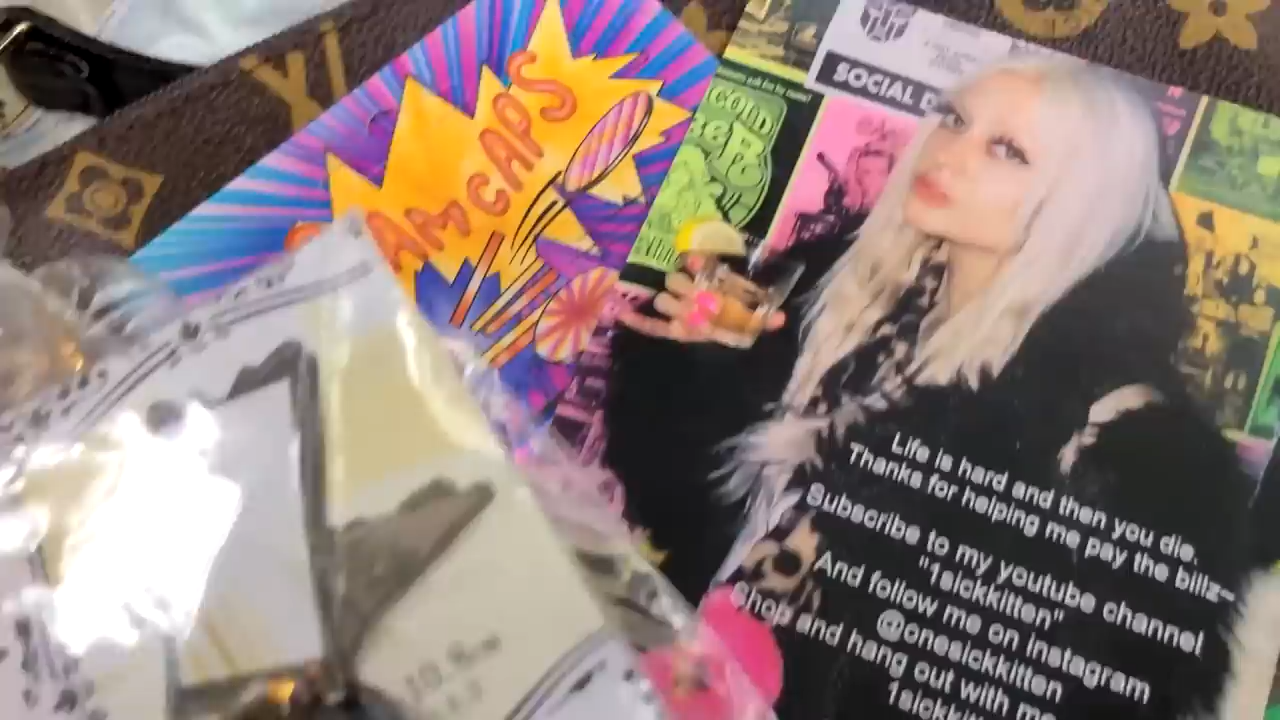 AMCAPS
SOCIAL D
Life is hard and then you die.
Thanks for helping me pay the billz~
Subscribe to my youtube channel
"1sickkitten"
And follow me on instagram
@onesickkitten
Shop and hang out with me
1sickkit